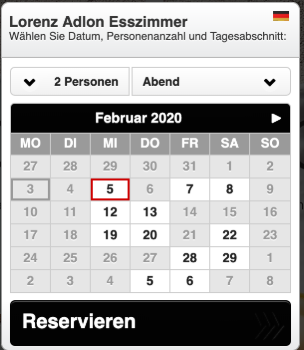 Lorenz Adlon Esszimmer
Wählen Sie Datum, Personenanzahl und Tagesabschnitt:
2 Personen Abend
Februar 2020
MO DI MI DO FR SA SO
27 28 29 30 31 1 2
3 4 5 6 7 8 9
10 11 12 13 14 15 16
17 18 19 20 21 22 23
24 25 26 27 28 29 1
2 3 4 5 6 7 8
Reservieren